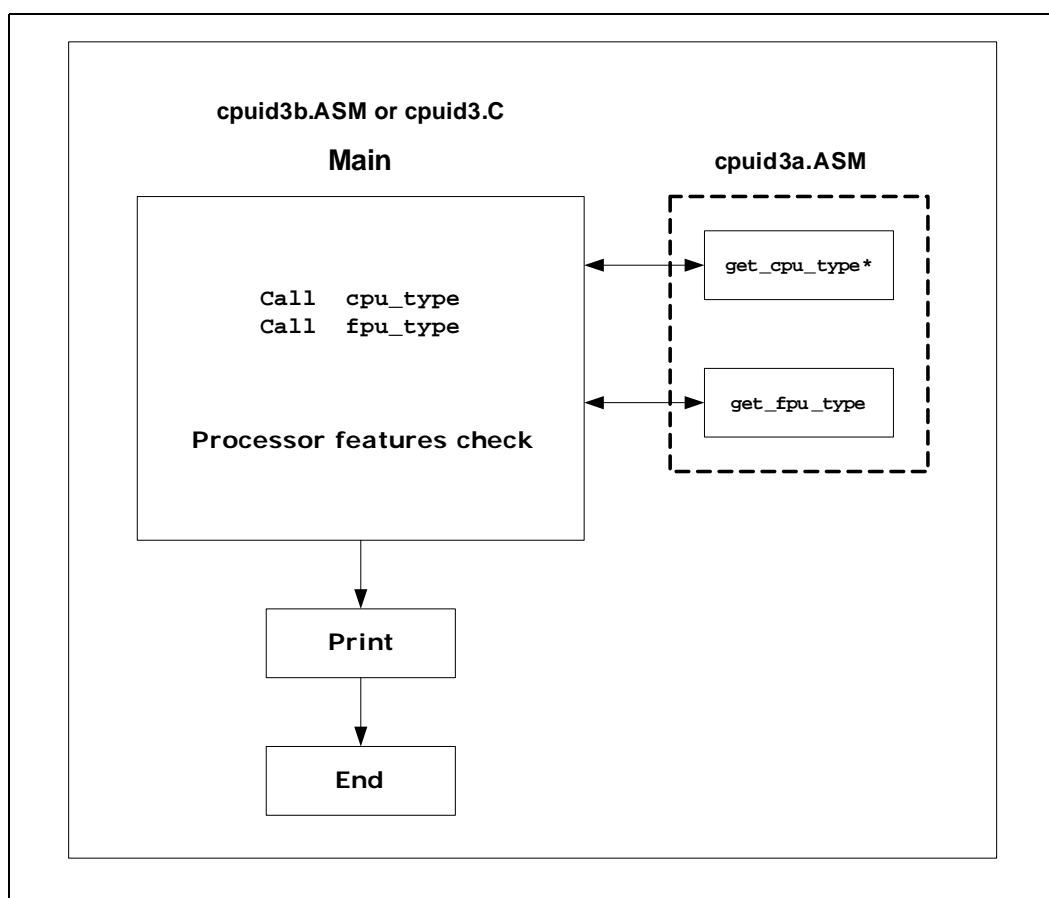 cpuid3b.ASM or cpuid3.C
Main
cpuid3a.ASM
get_cpu_type*
Call cpu_type
Call fpu_type
get_fpu_type
Processor features check
Print
End